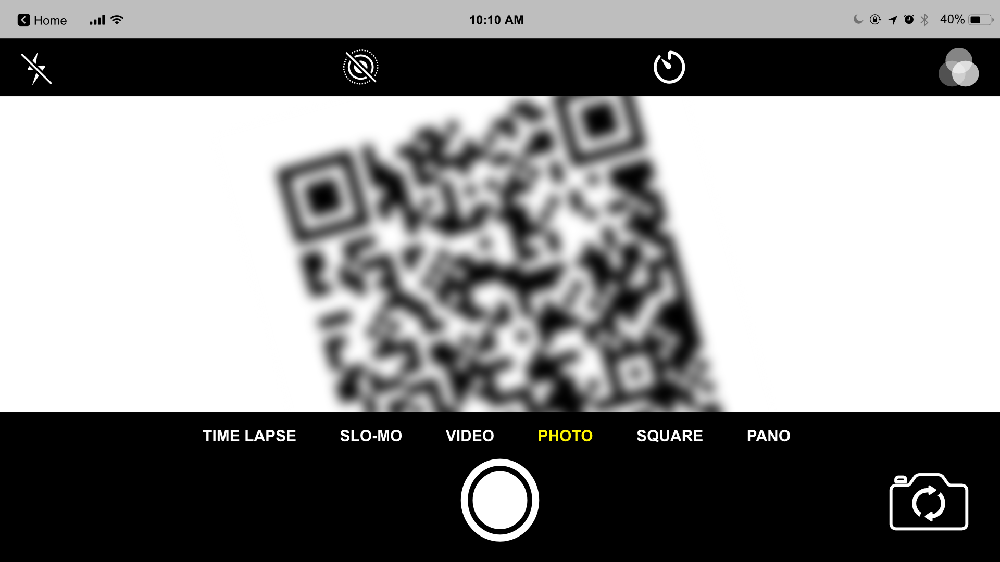 Home 10:10 AM 40%
TIME LAPSE SLO-MO VIDEO PHOTO SQUARE PANO